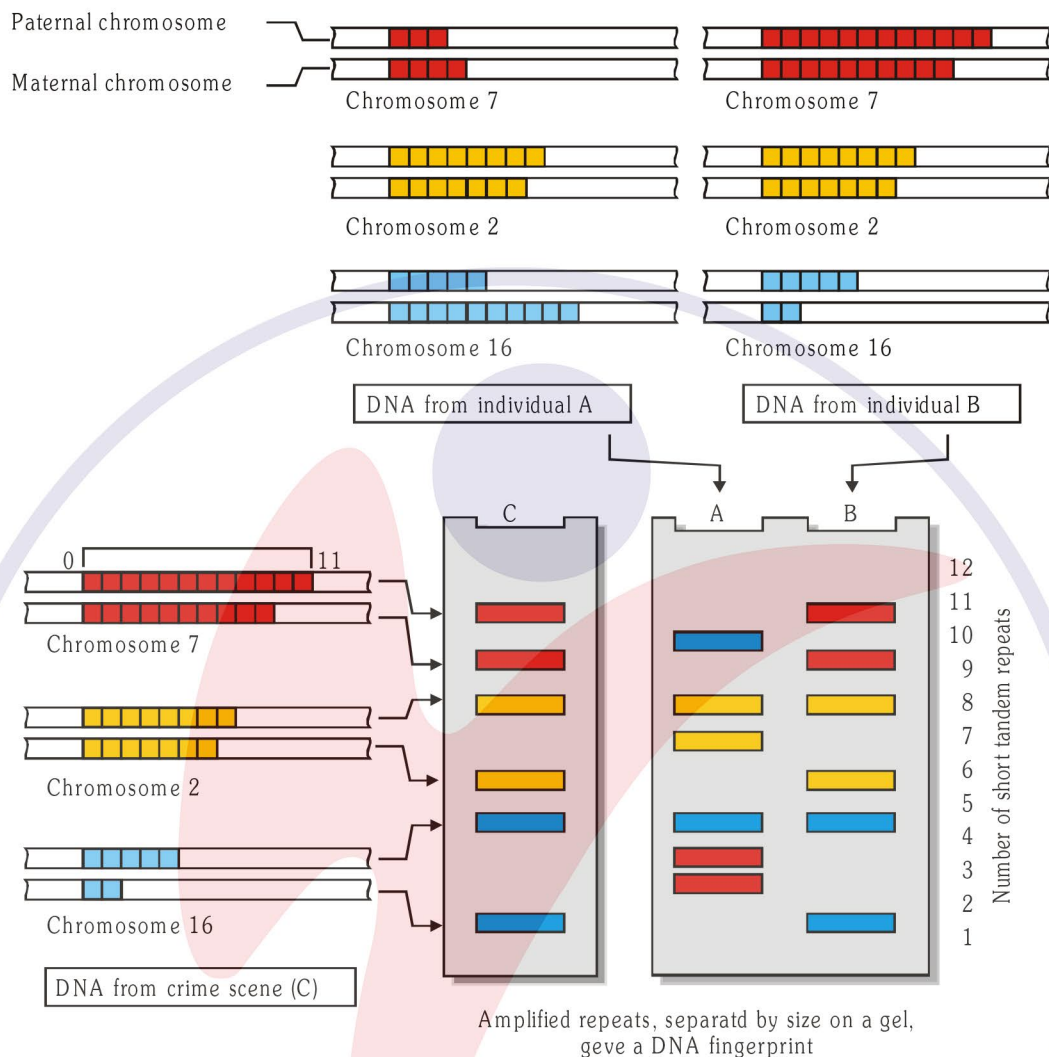 Paternal chromosome
Maternal chromosome
Chromosome 7
Chromosome 7
Chromosome 2
Chromosome 2
Chromosome 16
Chromosome 16
DNA from individual A
DNA from individual B
C
A
B
0
11
Chromosome 7
Chromosome 2
Chromosome 16
DNA from crime scene (C)
12
11
10
9
8
7
6
5
4
3
2
1
Number of short tandem repeats
Amplified repeats, separatd by size on a gel,
geve a DNA fingerprint